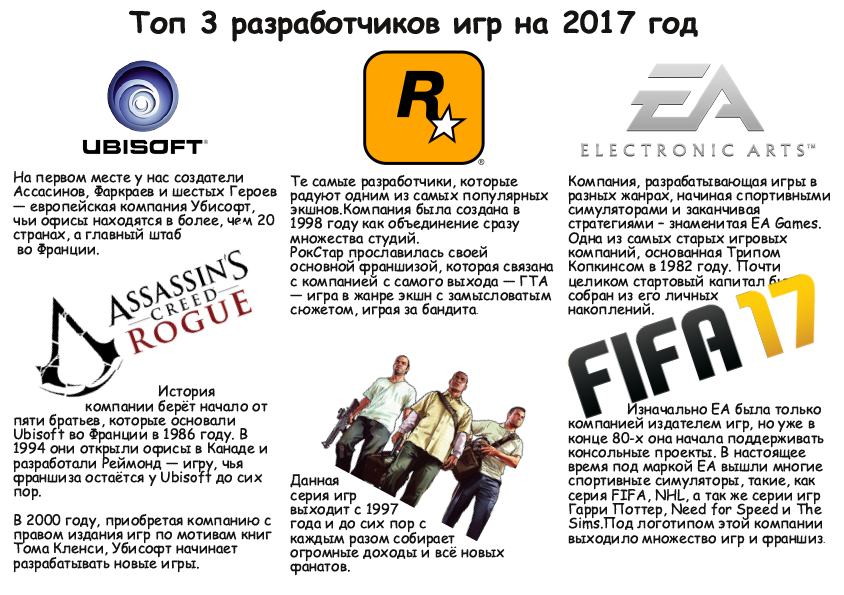 Топ 3 разработчиков игр на 2017 год
UBISOFT®
На первом месте у нас создатели
Ассасинов, Фаркраев и шестых Героев
— европейская компания Убисофт,
чьи офисы находятся в более, чем 20
странах, а главный штаб
во Франции.
ASSASSIN'S
CREED
ROGUE
История
компании берёт начало от
пяти братьев, которые основали
Ubisoft во Франции в 1986 году. В
1994 они открыли офисы в Канаде и
разработали Реймонд — игру, чья
франшиза остаётся у Ubisoft до сих
пор.
В 2000 году, приобретая компанию с
правом издания игр по мотивам книг
Тома Кленси, Убисофт начинает
разрабатывать новые игры.
R
®
Те самые разработчики, которые
радуют одним из самых популярных
экшнов.Компания была создана в
1998 году как объединение сразу
множества студий.
РокСтар прославилась своей
основной франшизой, которая связана
с компанией с самого выхода — ГТА
— игра в жанре экшн с замысловатым
сюжетом, играя за бандита.
Данная
серия игр
выходит с 1997
года и до сих пор с
каждым разом собирает
огромные доходы и всё новых
фанатов.
EA
ELECTRONIC ARTS™
Компания, разрабатывающая игры в
разных жанрах, начиная спортивными
симуляторами и заканчивая
стратегиями – знаменитая EA Games.
Одна из самых старых игровых
компаний, основанная Трипом
Копкинсом в 1982 году. Почти
целиком стартовый капитал
собран из его личных
накоплений.
FIFA 17
Изначально EA была только
компанией издателем игр, но уже в
конце 80-х она начала поддерживать
консольные проекты. В настоящее
время под маркой EA вышли многие
спортивные симуляторы, такие, как
серия FIFA, NHL, а так же серии игр
Гарри Поттер, Need for Speed и The
Sims.Под логотипом этой компании
выходило множество игр и франшиз.